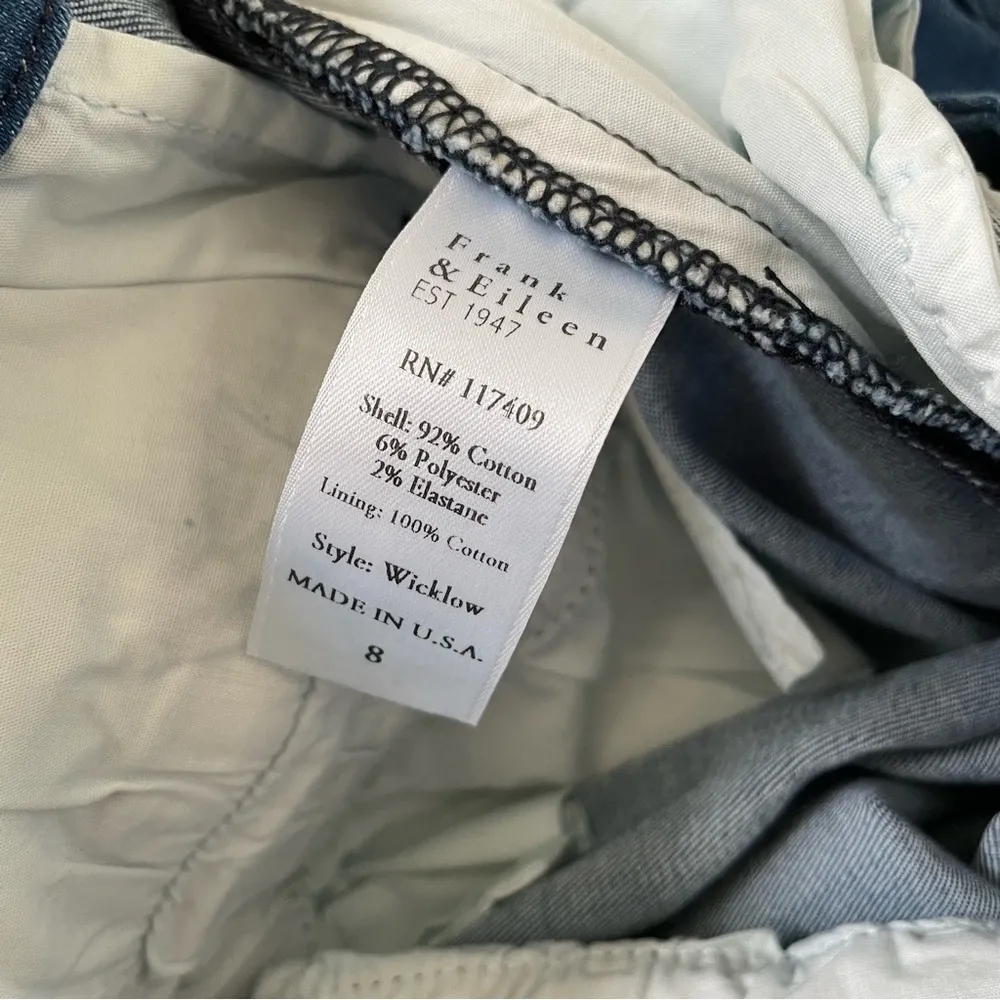 Frank
& Eileen
EST 1947
RN# 117409
Shell: 92% Cotton
6% Polyester
2% Elastane
Lining: 100% Cotton
Style: Wicklow
MADE IN U.S.A.
8